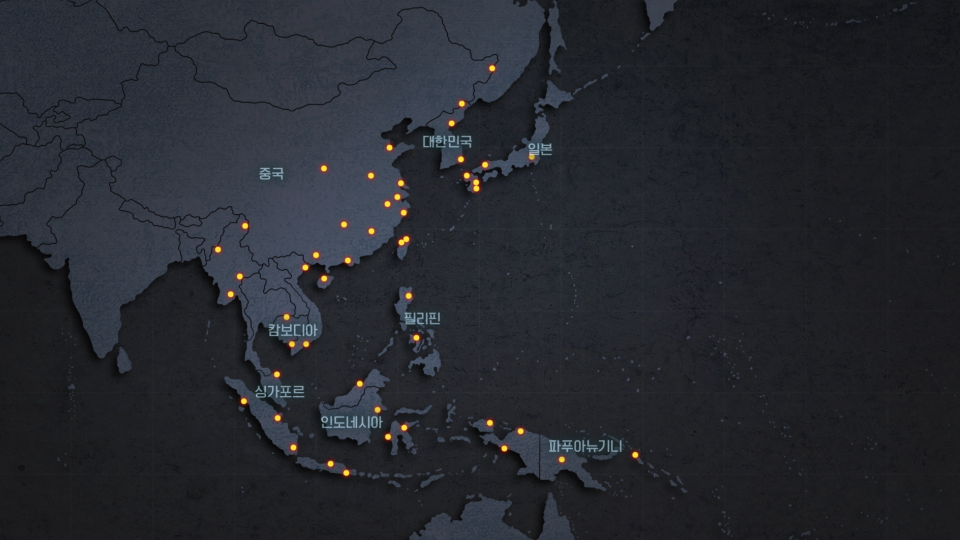 대한민국
일본
중국
필리핀
캄보디아
싱가포르
인도네시아
파푸아뉴기니